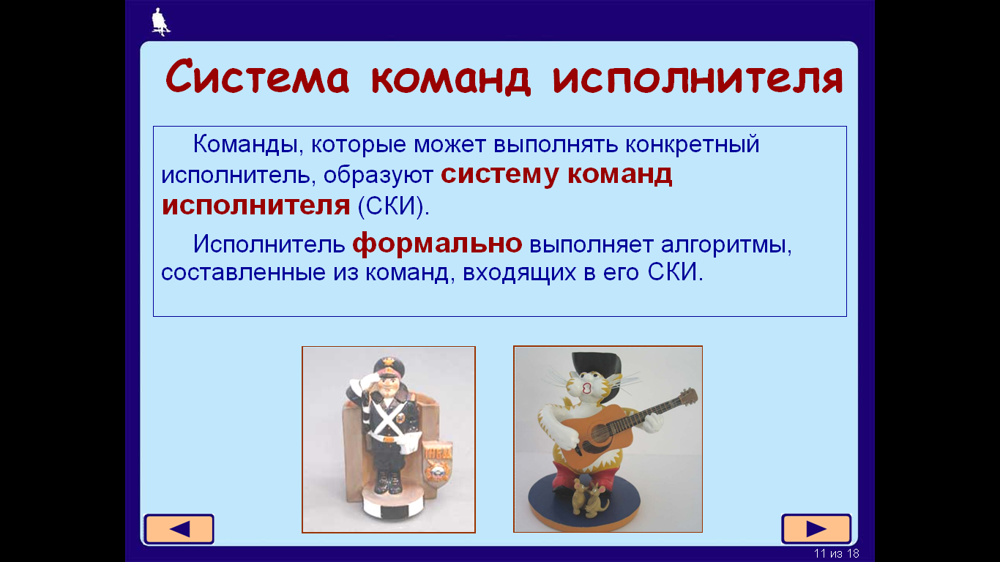 Система команд исполнителя
Команды, которые может выполнять конкретный
исполнитель, образуют систему команд
исполнителя (СКИ).
Исполнитель формально выполняет алгоритмы,
составленные из команд, входящих в его СКИ.
11 из 18